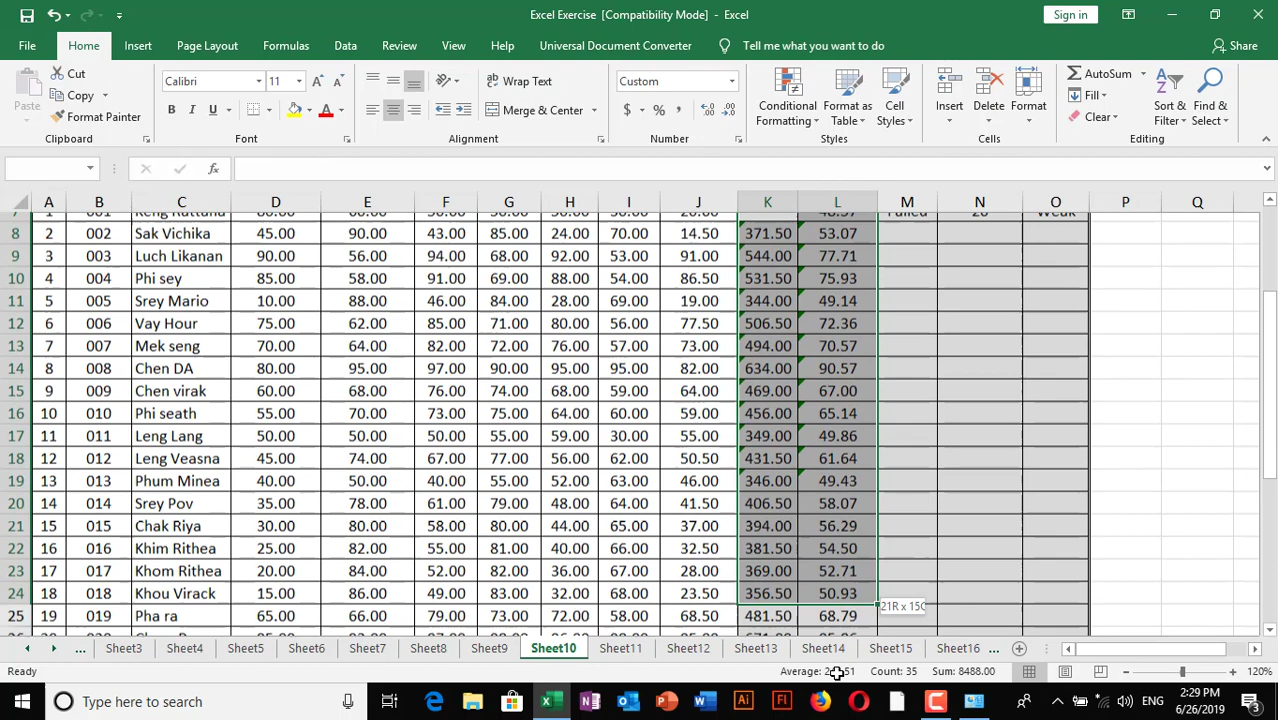 Excel Exercise [Compatibility Mode] - Excel
Sign in
File Home Insert Page Layout Formulas Data Review View Help Universal Document Converter Tell me what you want to do Share
Paste Cut Copy Format Painter Clipboard
Calibri 11 B I U A Font
Wrap Text Merge & Center Alignment
Custom $ % , Number
Conditional Formatting Format as Table Cell Styles Styles
Insert Delete Format Cells
AutoSum Fill Clear Sort & Filter Find & Select Editing
fx
A B C D E F G H I J K L M N O P Q
7 1 001 Keng Rattana Failed 20 Weak
8 2 002 Sak Vichika 45.00 90.00 43.00 85.00 24.00 70.00 14.50 371.50 53.07
9 3 003 Luch Likanan 90.00 56.00 94.00 68.00 92.00 53.00 91.00 544.00 77.71
10 4 004 Phi sey 85.00 58.00 91.00 69.00 88.00 54.00 86.50 531.50 75.93
11 5 005 Srey Mario 10.00 88.00 46.00 84.00 28.00 69.00 19.00 344.00 49.14
12 6 006 Vay Hour 75.00 62.00 85.00 71.00 80.00 56.00 77.50 506.50 72.36
13 7 007 Mek seng 70.00 64.00 82.00 72.00 76.00 57.00 73.00 494.00 70.57
14 8 008 Chen DA 80.00 95.00 97.00 90.00 95.00 95.00 82.00 634.00 90.57
15 9 009 Chen virak 60.00 68.00 76.00 74.00 68.00 59.00 64.00 469.00 67.00
16 10 010 Phi seath 55.00 70.00 73.00 75.00 64.00 60.00 59.00 456.00 65.14
17 11 011 Leng Lang 50.00 50.00 50.00 55.00 59.00 30.00 55.00 349.00 49.86
18 12 012 Leng Veasna 45.00 74.00 67.00 77.00 56.00 62.00 50.50 431.50 61.64
19 13 013 Phum Minea 40.00 50.00 40.00 55.00 52.00 63.00 46.00 346.00 49.43
20 14 014 Srey Pov 35.00 78.00 61.00 79.00 48.00 64.00 41.50 406.50 58.07
21 15 015 Chak Riya 30.00 80.00 58.00 80.00 44.00 65.00 37.00 394.00 56.29
22 16 016 Khim Rithea 25.00 82.00 55.00 81.00 40.00 66.00 32.50 381.50 54.50
23 17 017 Khom Rithea 20.00 84.00 52.00 82.00 36.00 67.00 28.00 369.00 52.71
24 18 018 Khou Virack 15.00 86.00 49.00 83.00 32.00 68.00 23.50 356.50 50.93
21R x 15C
25 19 019 Pha ra 65.00 66.00 79.00 73.00 72.00 58.00 68.50 481.50 68.79
... Sheet3 Sheet4 Sheet5 Sheet6 Sheet7 Sheet8 Sheet9 Sheet10 Sheet11 Sheet12 Sheet13 Sheet14 Sheet15 Sheet16 ...
Ready Average: Count: 35 Sum: 8488.00 120%
Type here to search ENG 2:29 PM
6/26/2019